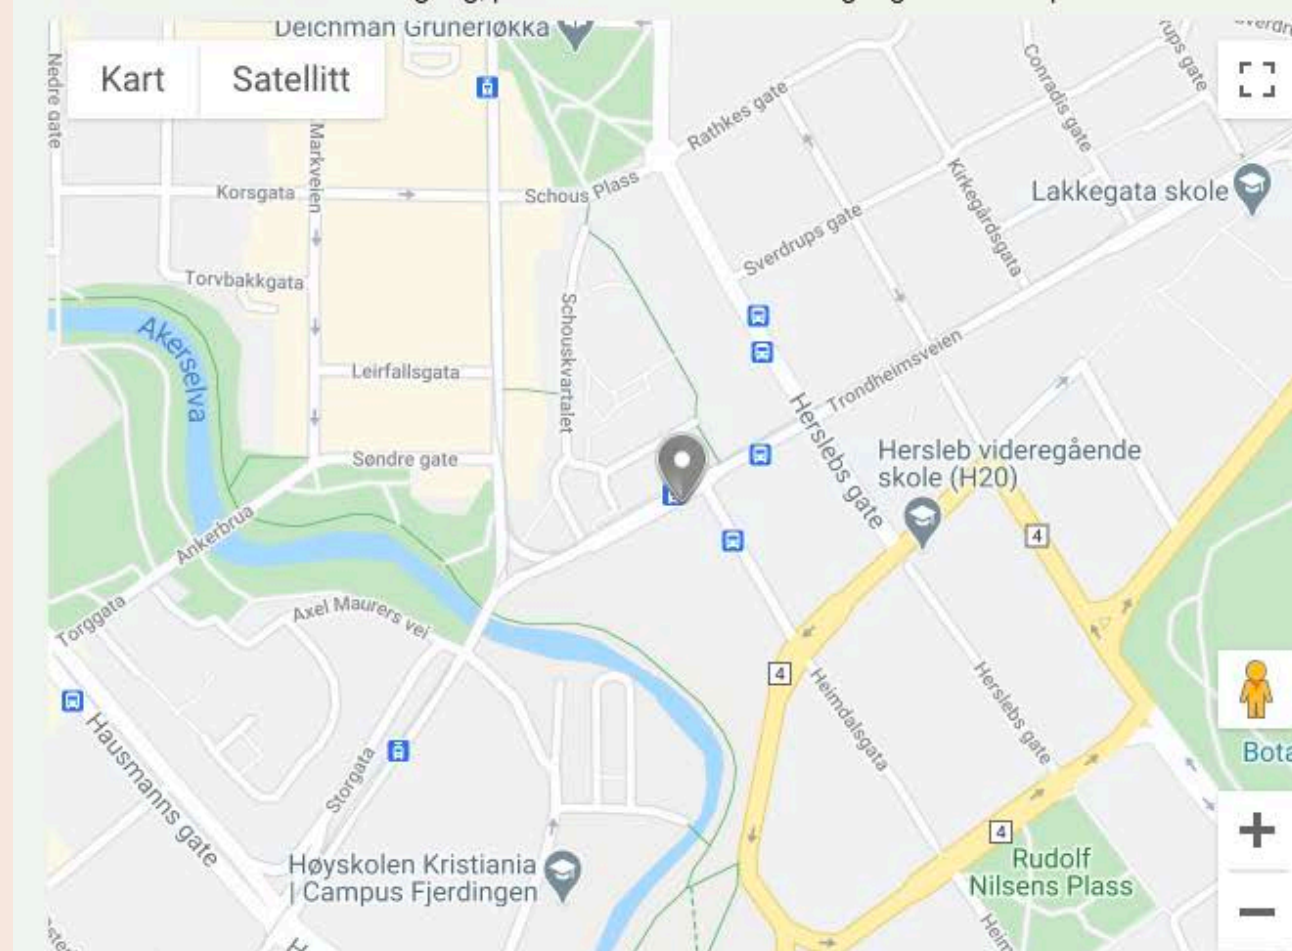 Deichman Grünerløkka
Kart
Satellitt
Nedre gate
Markveien
Rathkes gate
Conradis gate
Korsgata
Schous Plass
Kirkegårdsgata
Lakkegata skole
Sverdrups gate
Torvbakkgata
Akerselva
Schouskvartalet
Leirfallsgata
Trondheimsveien
Herslebs gate
Hersleb videregående
skole (H20)
Søndre gate
Ankerbrua
4
Torggata
Axel Maurers vei
4
Heimdalsgata
Herslebs gate
Hausmanns gate
Storgata
4
Rudolf
Nilsens Plass
Høyskolen Kristiania
| Campus Fjerdingen